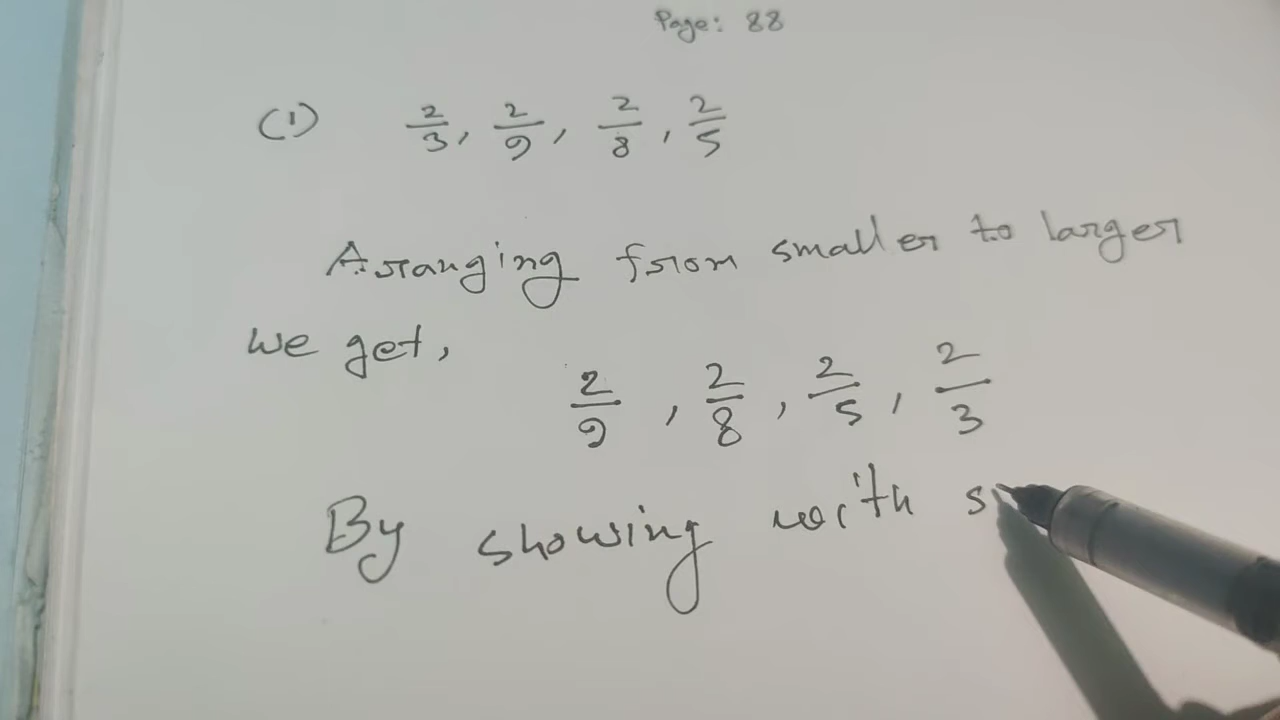 Page: 88
(1) 2/3, 2/9, 2/8, 2/5
Arranging from smaller to larger
we get,
2/9, 2/8, 2/5, 2/3
By showing with s